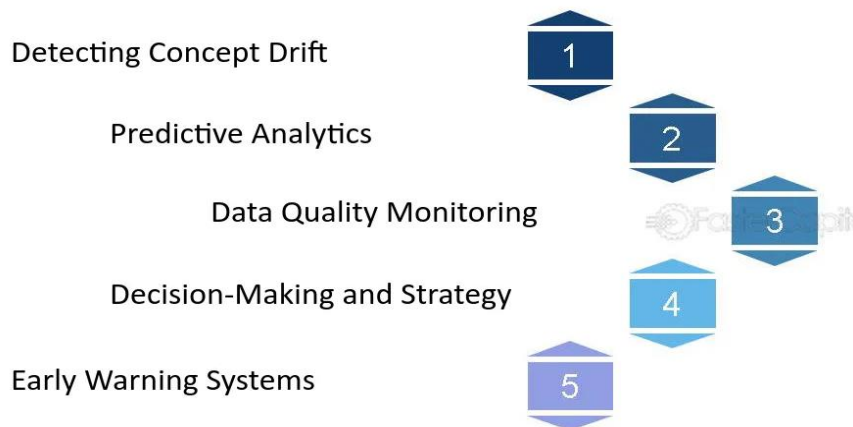 Detecting Concept Drift 1
Predictive Analytics 2
Data Quality Monitoring 3
Decision-Making and Strategy 4
Early Warning Systems 5